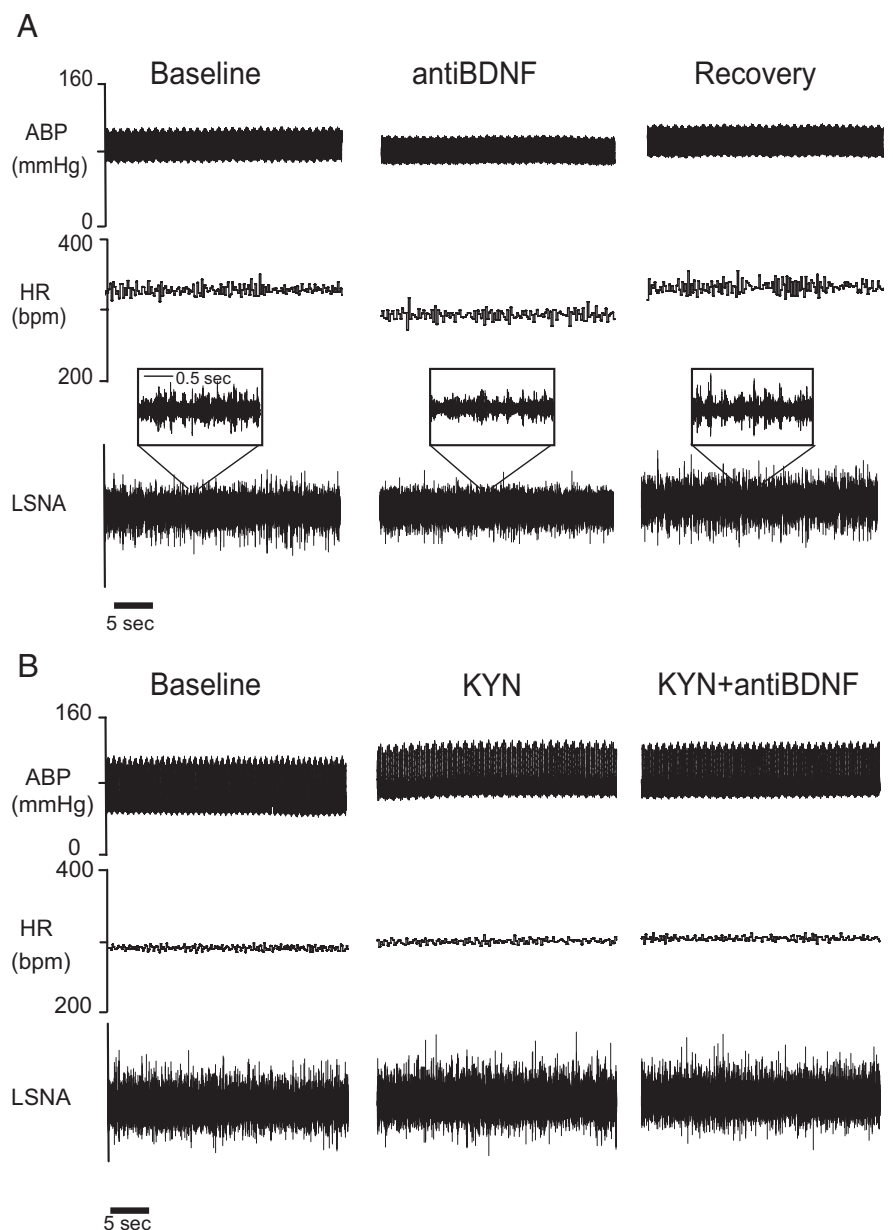 A
Baseline antiBDNF Recovery
160
ABP
(mmHg)
0
400
HR
(bpm)
200
0.5 sec
LSNA
5 sec
B
Baseline KYN KYN+antiBDNF
160
ABP
(mmHg)
0
400
HR
(bpm)
200
LSNA
5 sec